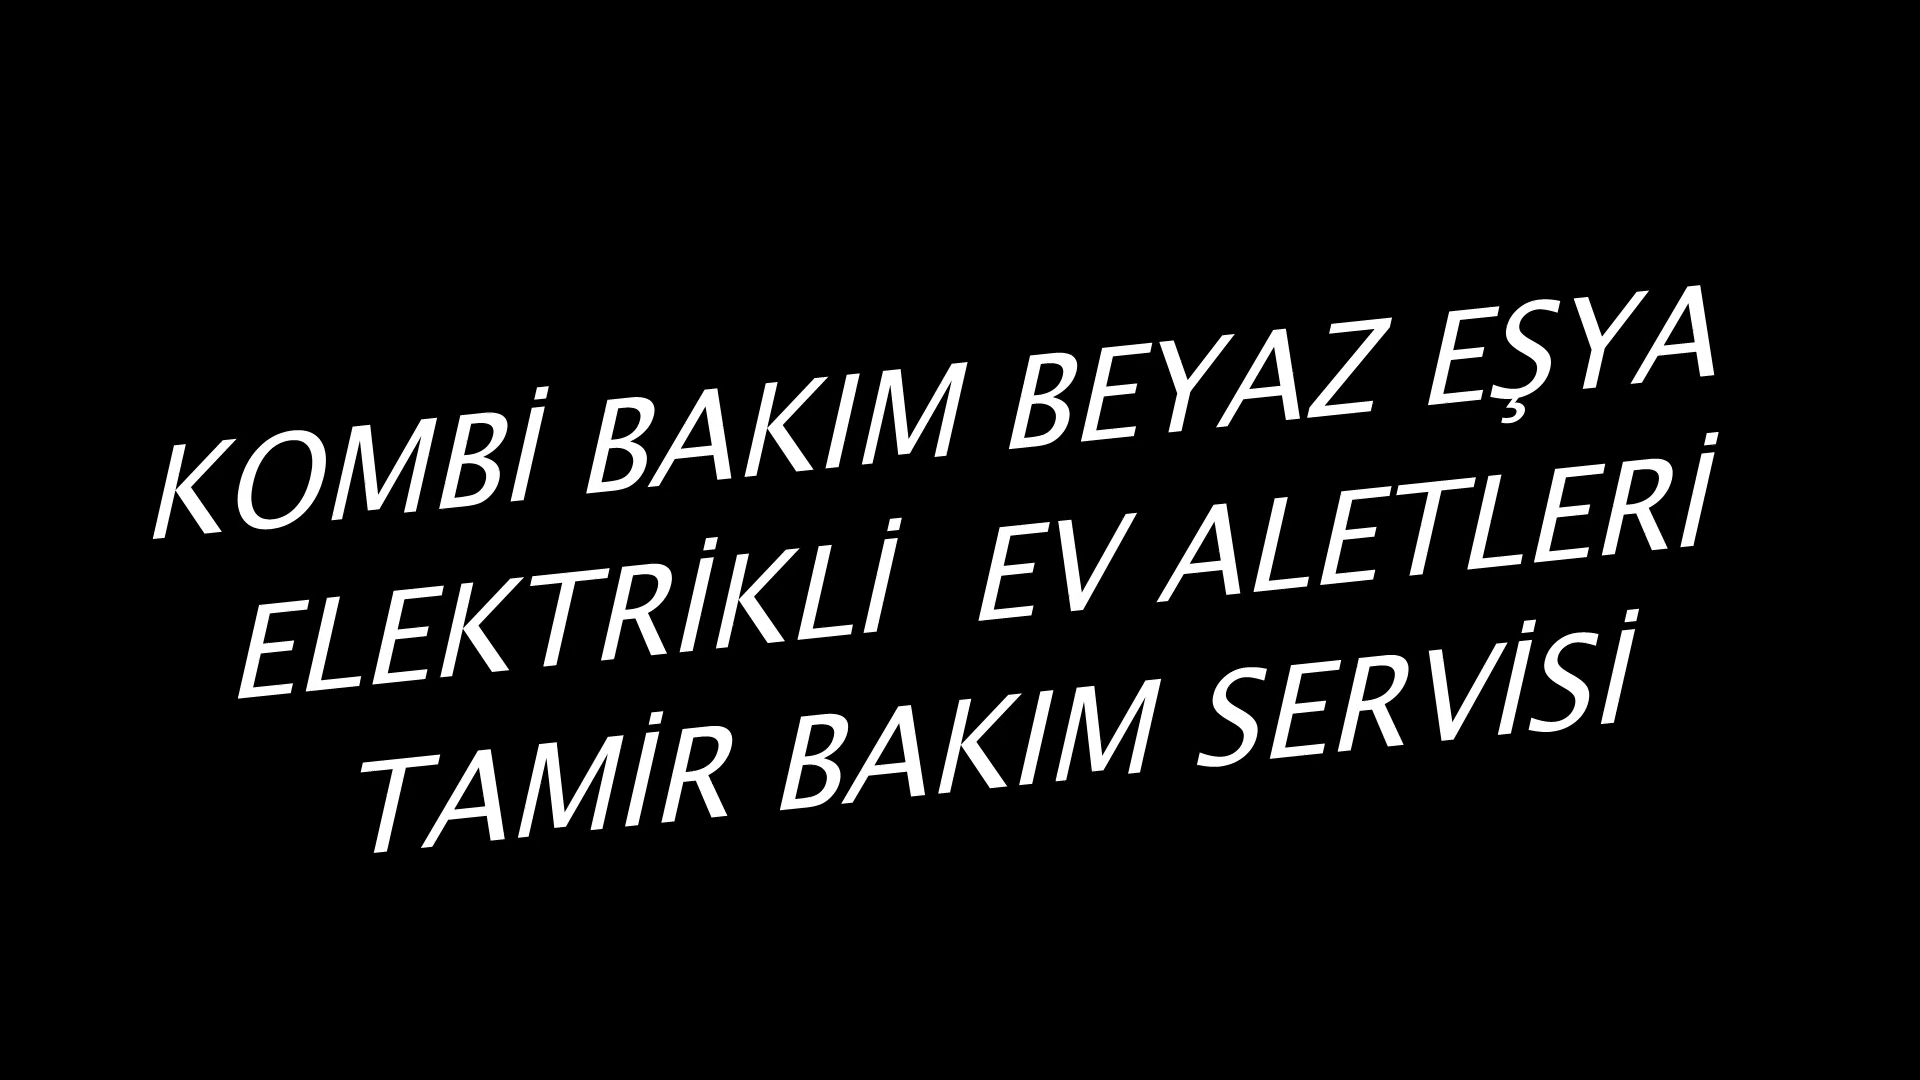 KOMBİ BAKIM BEYAZ EŞYA
ELEKTRİKLİ  EV ALETLERİ
TAMİR BAKIM SERVİSİ